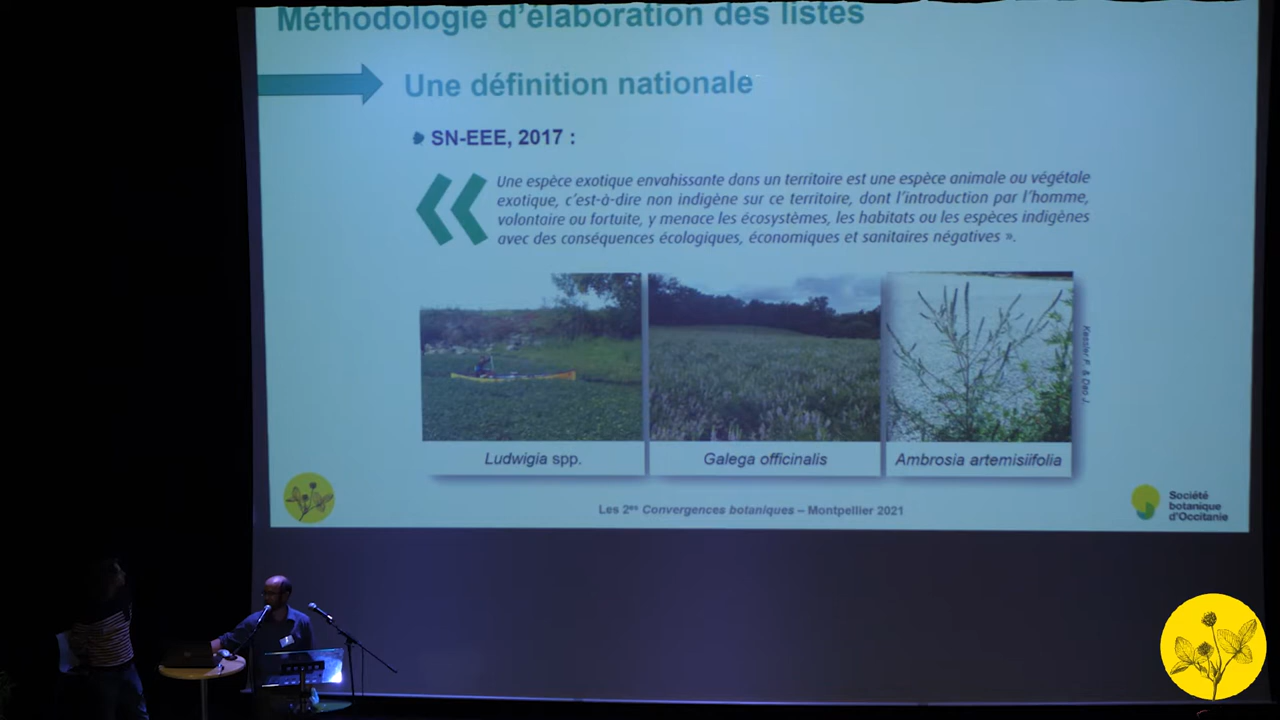 Méthodologie d'élaboration des listes
Une définition nationale
SN-EEE, 2017 :
Une espèce exotique envahissante dans un territoire est une espèce animale ou végétale
exotique, c'est-à-dire non indigène sur ce territoire, dont l'introduction par l'homme,
volontaire ou fortuite, y menace les écosystèmes, les habitats ou les espèces indigènes
avec des conséquences écologiques, économiques et sanitaires négatives ».
Kessler F. & Dao J.
Ludwigia spp.
Galega officinalis
Ambrosia artemisiifolia
Les 2es Convergences botaniques – Montpellier 2021
Société
botanique
d'Occitanie